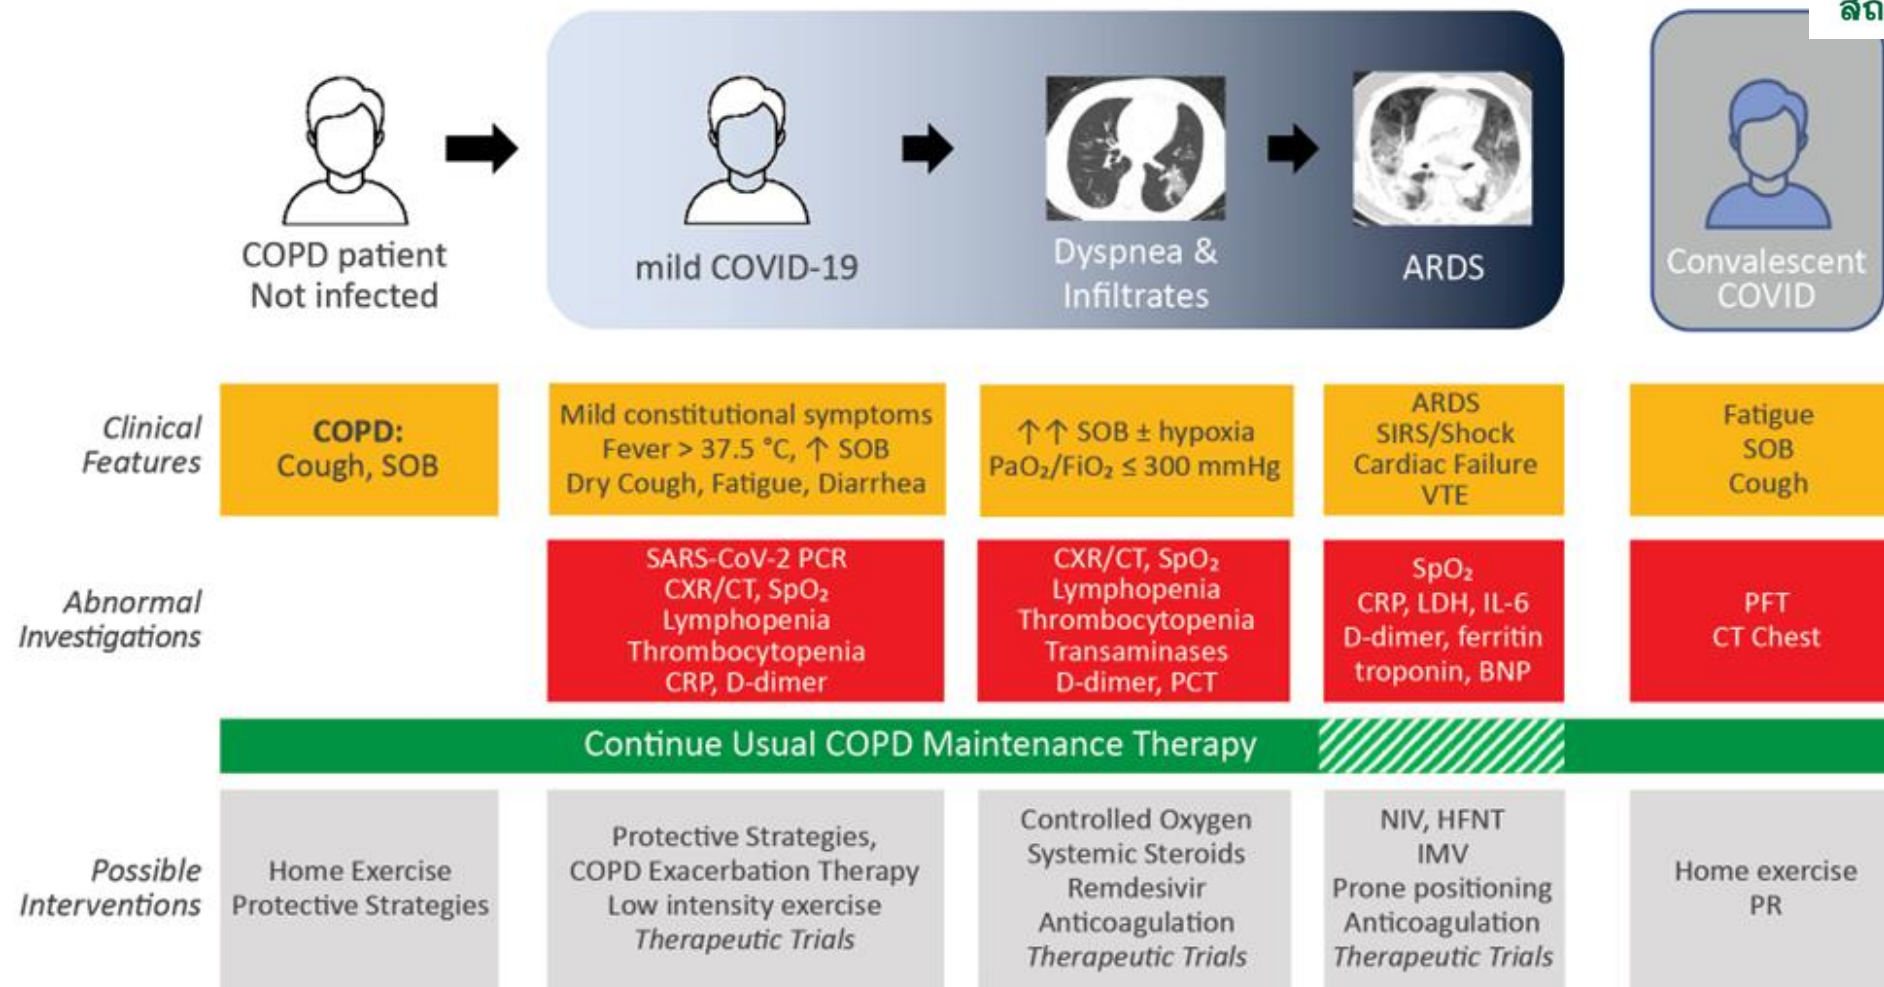 COPD patient
Not infected
mild COVID-19
Dyspnea &
Infiltrates
ARDS
Convalescent
COVID
Clinical
Features
COPD:
Cough, SOB
Mild constitutional symptoms
Fever > 37.5 °C, ↑ SOB
Dry Cough, Fatigue, Diarrhea
↑↑ SOB ± hypoxia
PaO₂/FiO₂ ≤ 300 mmHg
ARDS
SIRS/Shock
Cardiac Failure
VTE
Fatigue
SOB
Cough
Abnormal
Investigations
SARS-CoV-2 PCR
CXR/CT, SpO₂
Lymphopenia
Thrombocytopenia
CRP, D-dimer
CXR/CT, SpO₂
Lymphopenia
Thrombocytopenia
Transaminases
D-dimer, PCT
SpO₂
CRP, LDH, IL-6
D-dimer, ferritin
troponin, BNP
PFT
CT Chest
Continue Usual COPD Maintenance Therapy
Possible
Interventions
Home Exercise
Protective Strategies
Protective Strategies,
COPD Exacerbation Therapy
Low intensity exercise
Therapeutic Trials
Controlled Oxygen
Systemic Steroids
Remdesivir
Anticoagulation
Therapeutic Trials
NIV, HFNT
IMV
Prone positioning
Anticoagulation
Therapeutic Trials
Home exercise
PR